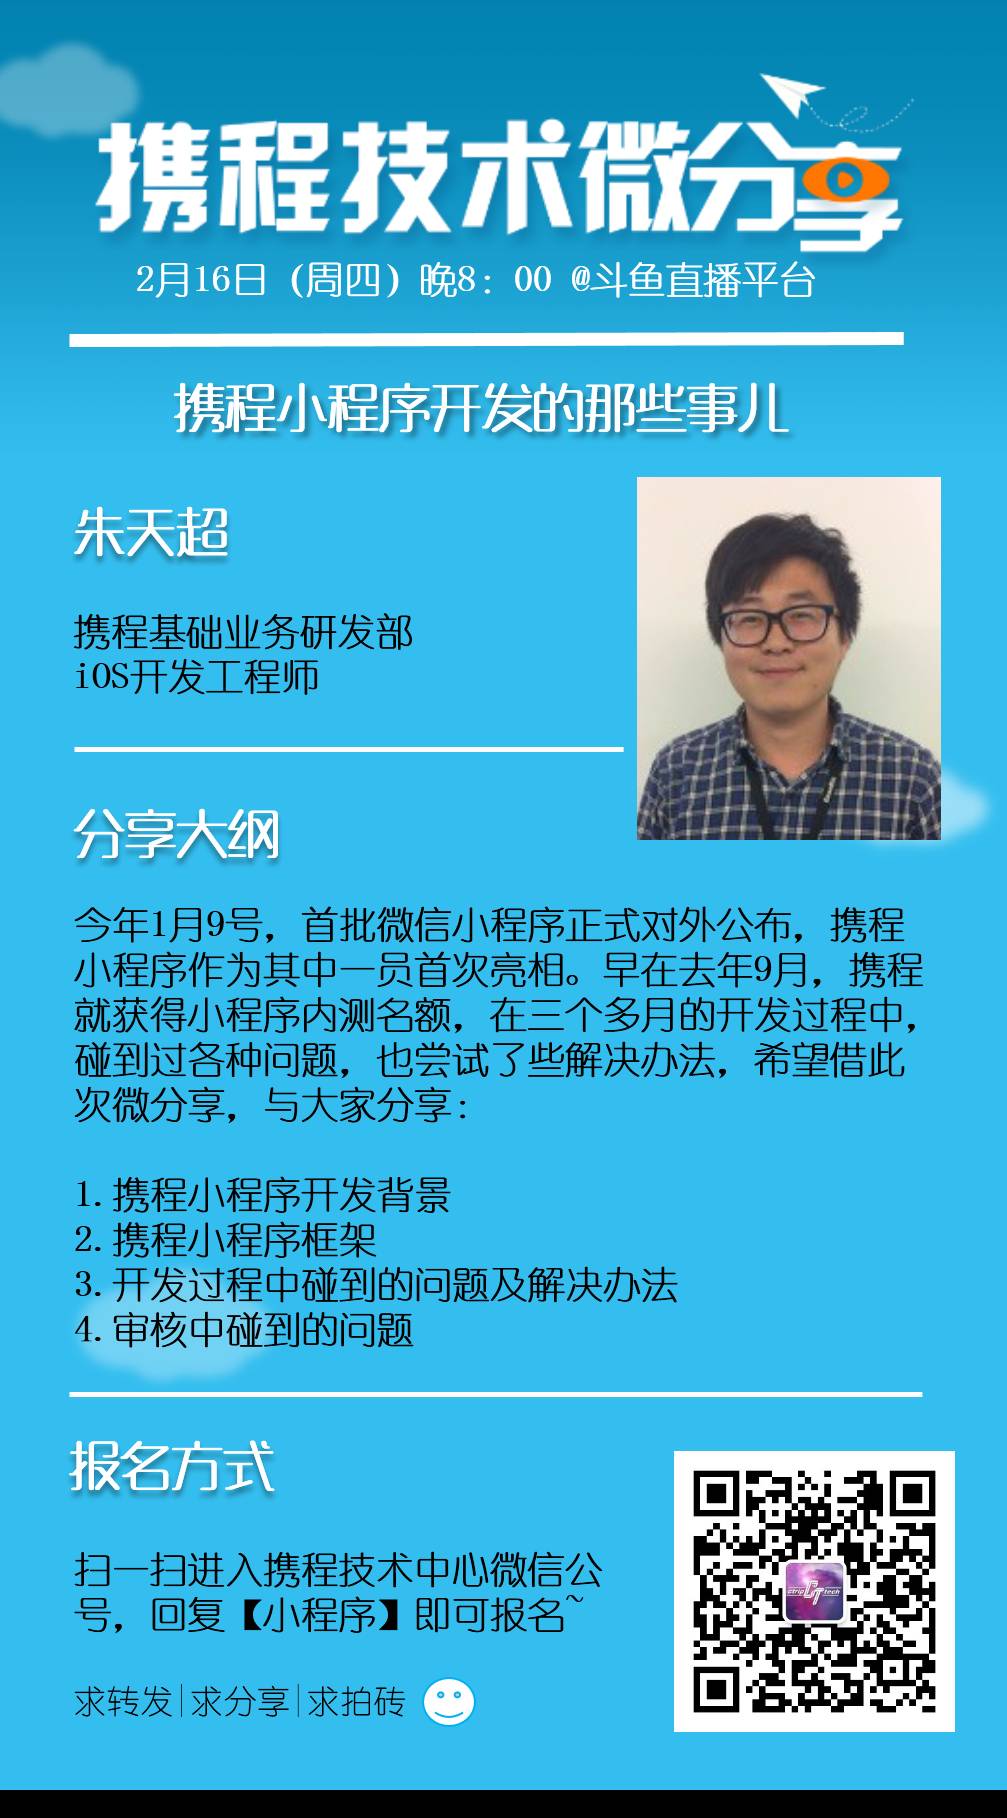 携程技术微分享
2月16日（周四）晚8：00 @斗鱼直播平台
携程小程序开发的那些事儿
朱天超
携程基础业务研发部
iOS开发工程师
分享大纲
今年1月9号，首批微信小程序正式对外公布，携程
小程序作为其中一员首次亮相。早在去年9月，携程
就获得小程序内测名额，在三个多月的开发过程中，
碰到过各种问题，也尝试了些解决办法，希望借此
次微分享，与大家分享：
1.携程小程序开发背景
2.携程小程序框架
3.开发过程中碰到的问题及解决办法
4.审核中碰到的问题
报名方式
扫一扫进入携程技术中心微信公
号，回复【小程序】即可报名~
求转发|求分享|求拍砖
ctrip tech